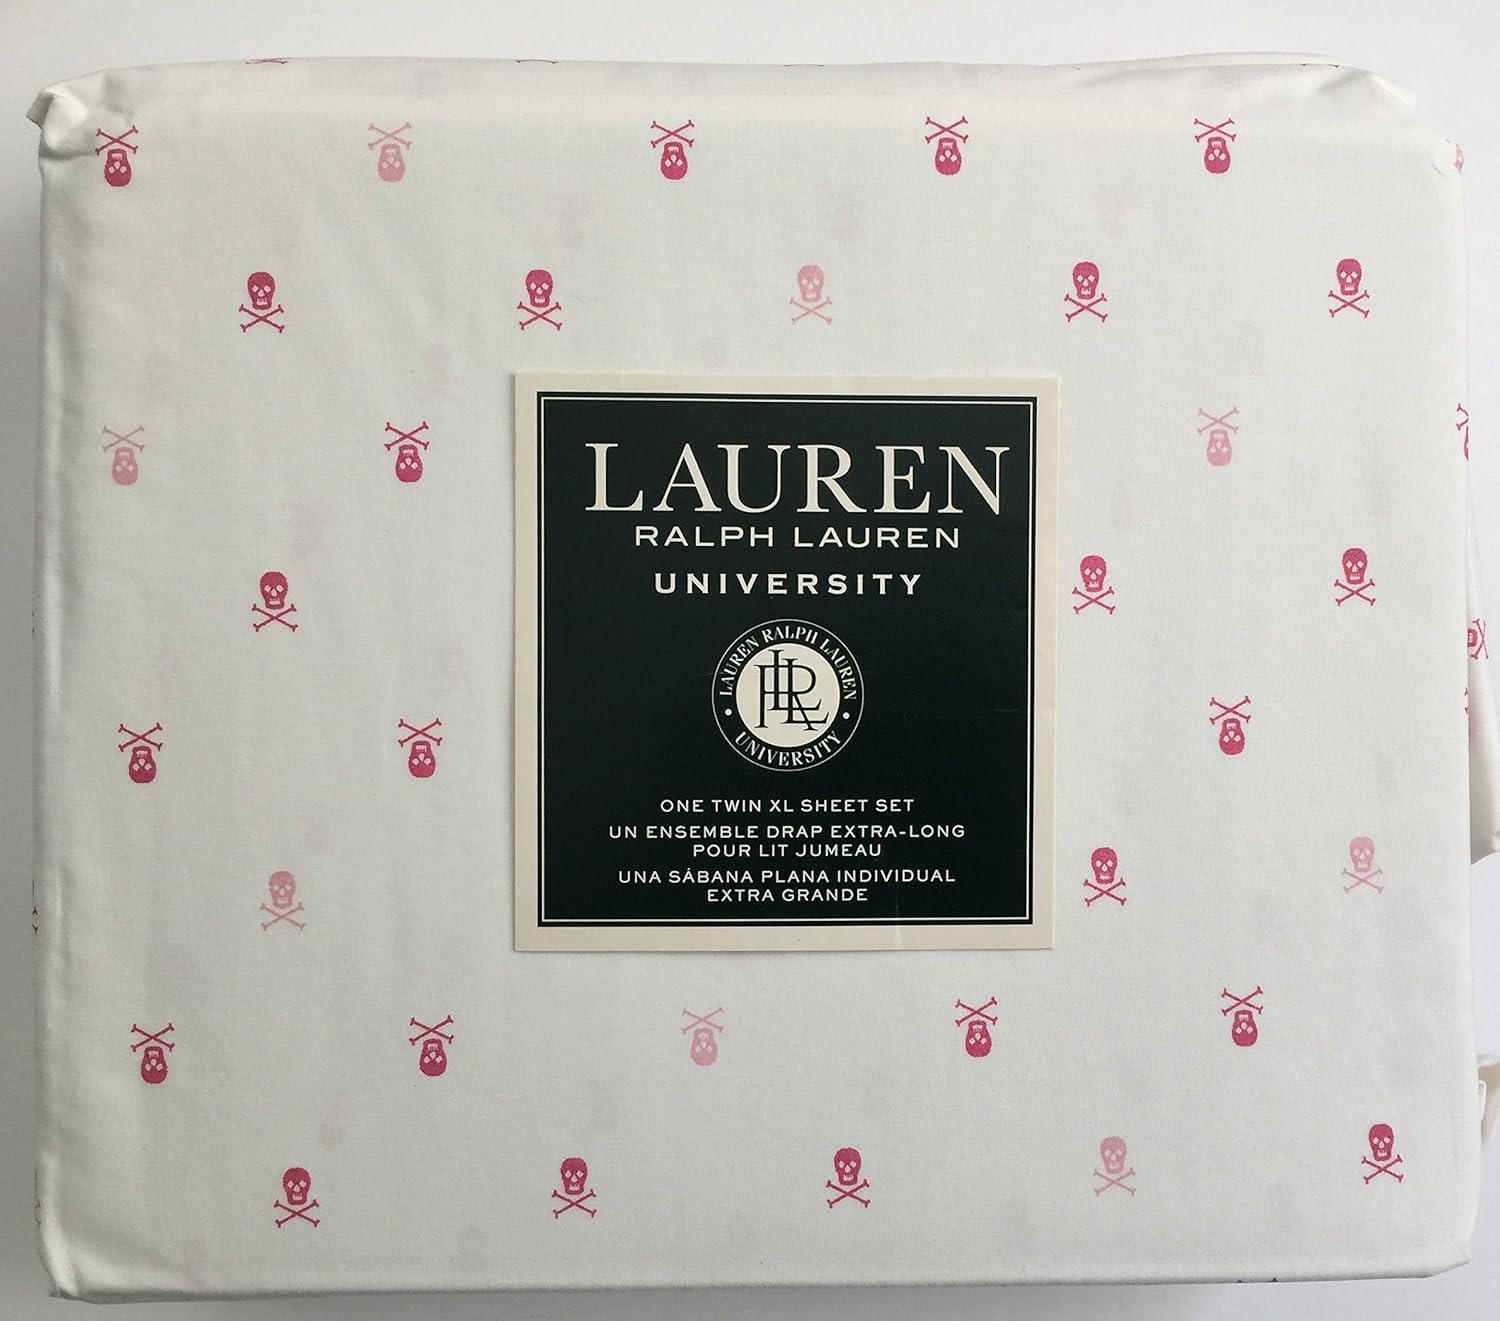 LAUREN
RALPH LAUREN
UNIVERSITY
LAUREN RALPH LAUREN
LRL
• UNIVERSITY •
ONE TWIN XL SHEET SET
UN ENSEMBLE DRAP EXTRA-LONG
POUR LIT JUMEAU
UNA SÁBANA PLANA INDIVIDUAL
EXTRA GRANDE